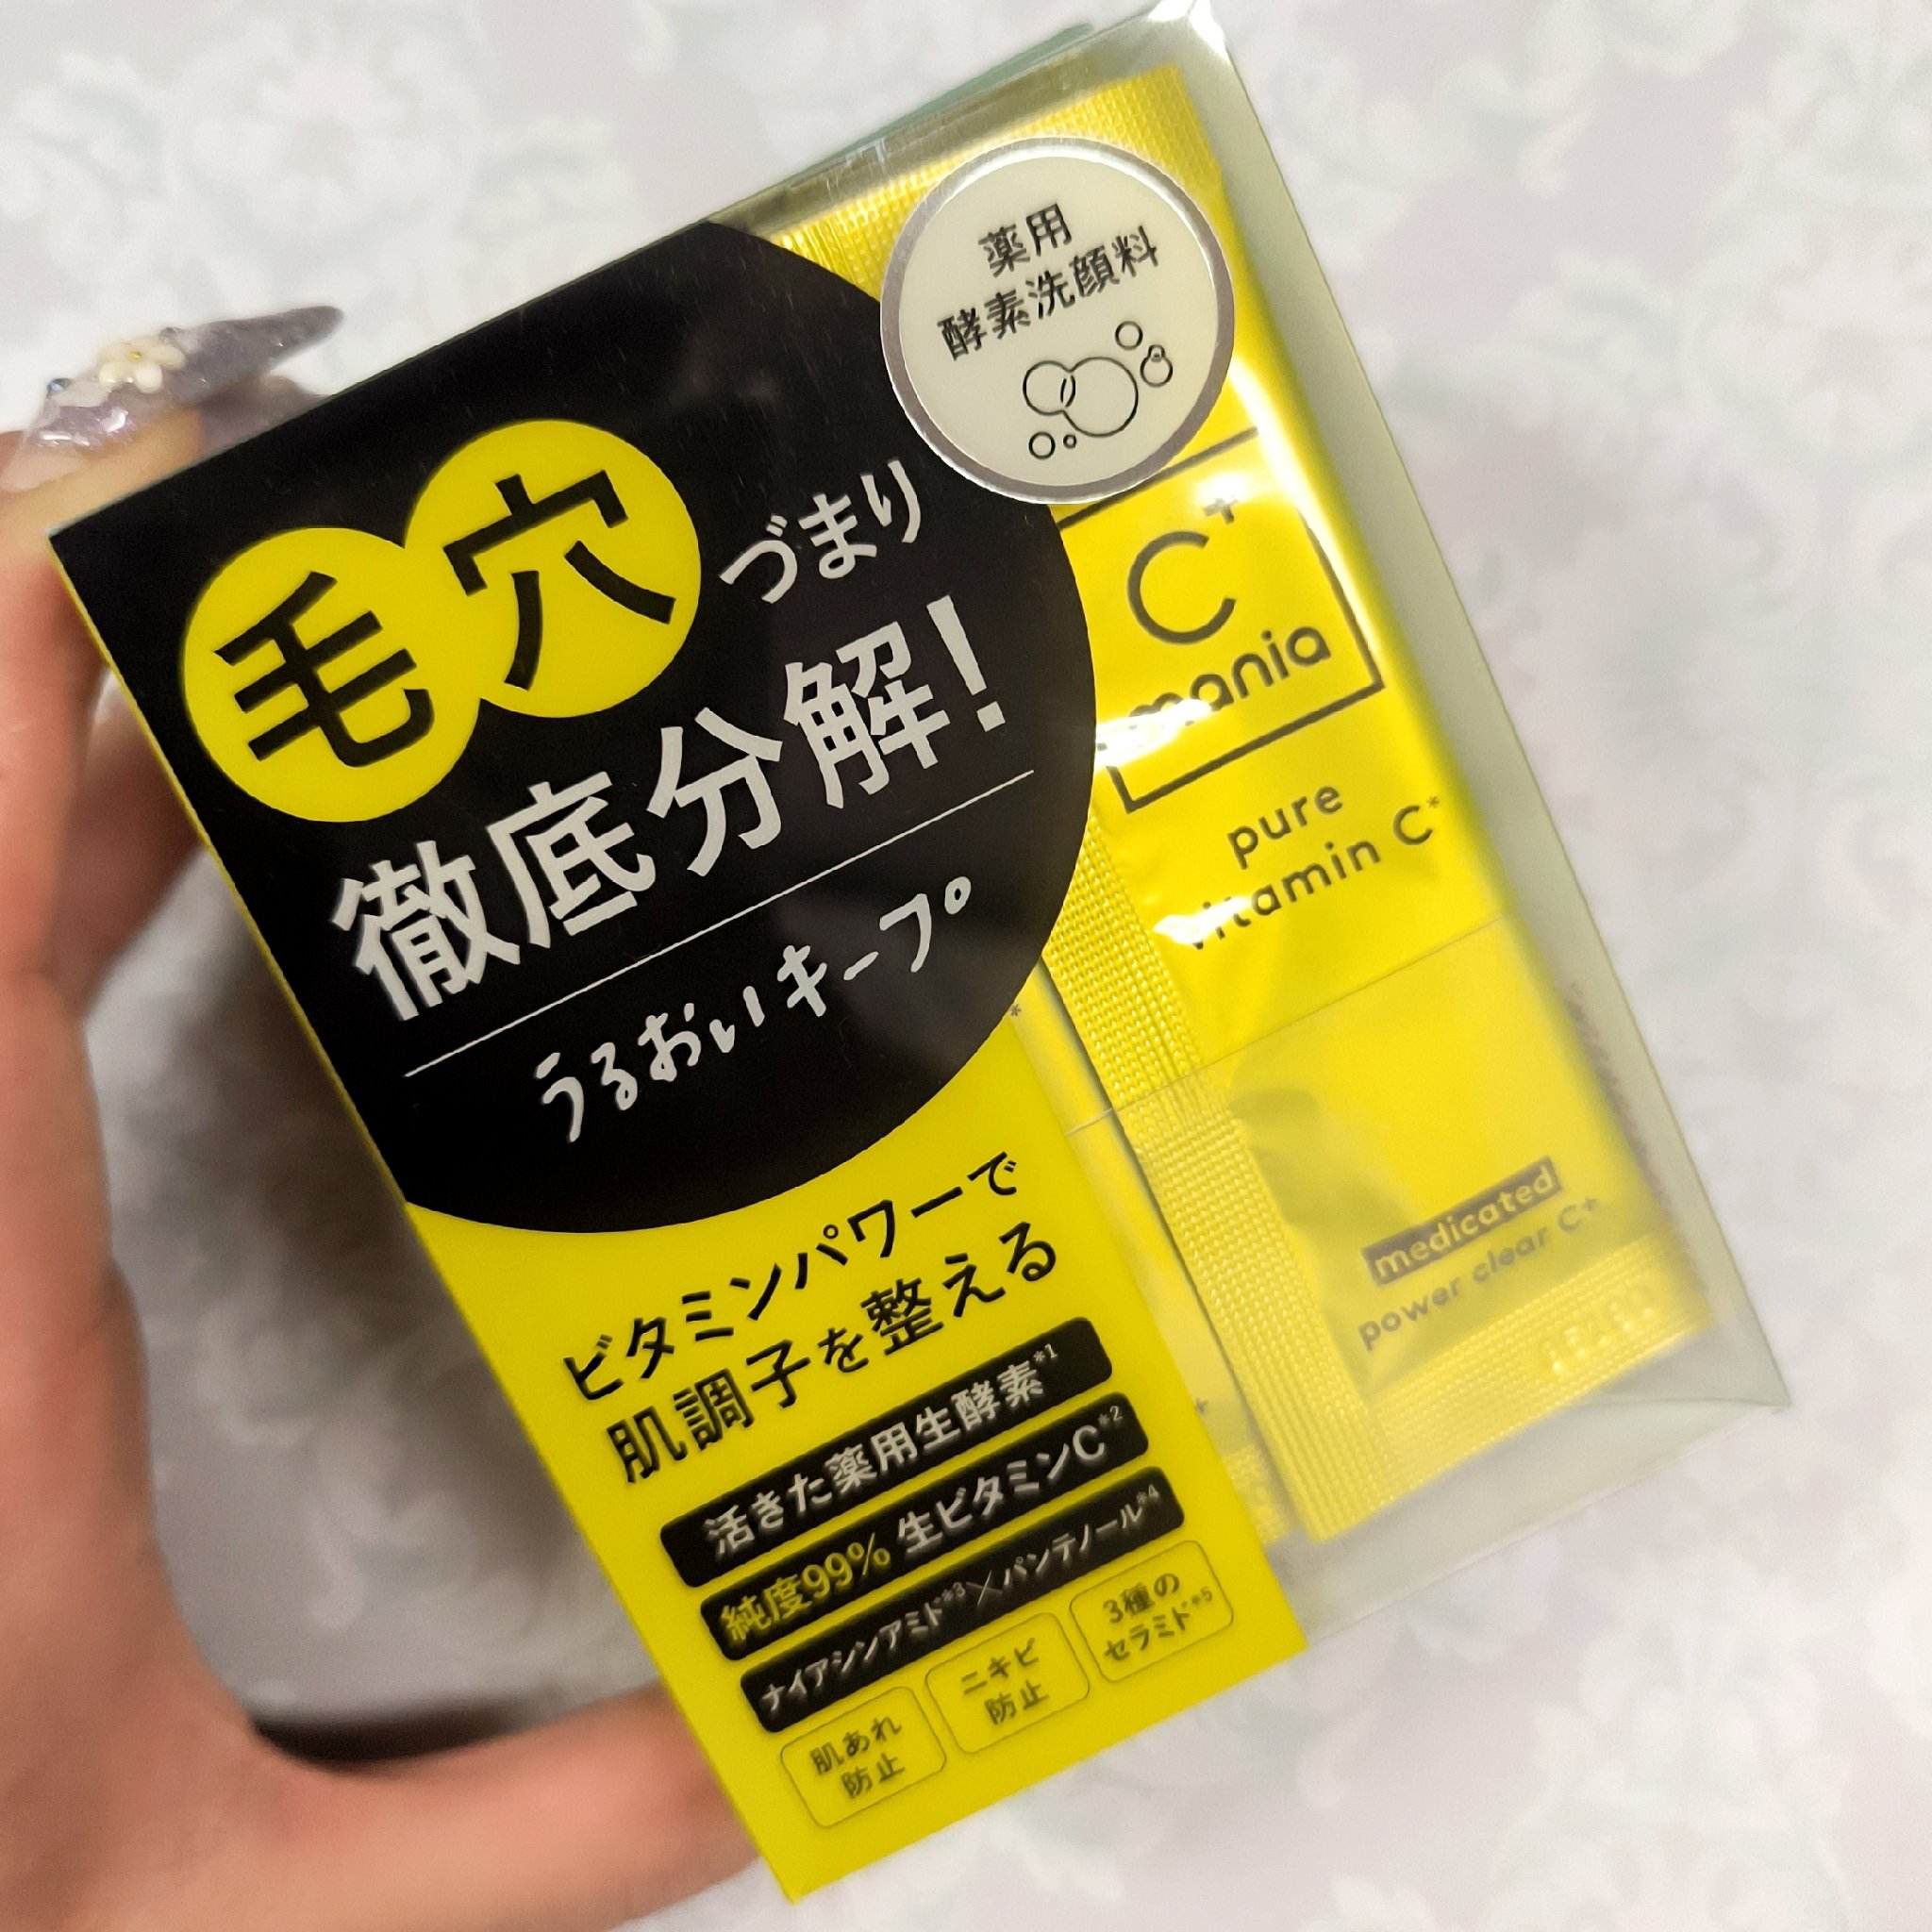 薬用
酵素洗顔料
毛穴づまり
徹底分解!
うるおいキープ
C+
mania
pure
vitamin C*
medicated
power clear C+
ビタミンパワーで
肌調子を整える
活きた薬用生酵素*1
純度99% 生ビタミンC*2
ナイアシンアミド*3×パンテノール*4
肌あれ
防止
ニキビ
防止
3種の
セラミド*5